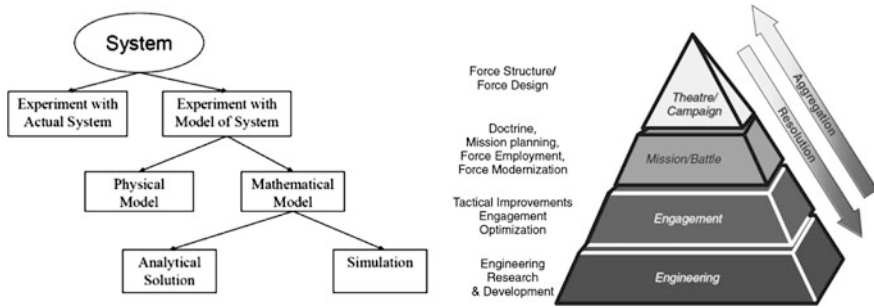 System
Experiment with
Actual System
Experiment with
Model of System
Physical
Model
Mathematical
Model
Analytical
Solution
Simulation
Force Structure/
Force Design
Theatre/
Campaign
Doctrine,
Mission planning,
Force Employment,
Force Modernization
Mission/Battle
Tactical Improvements
Engagement
Optimization
Engagement
Engineering
Research
& Development
Engineering
Aggregation
Resolution